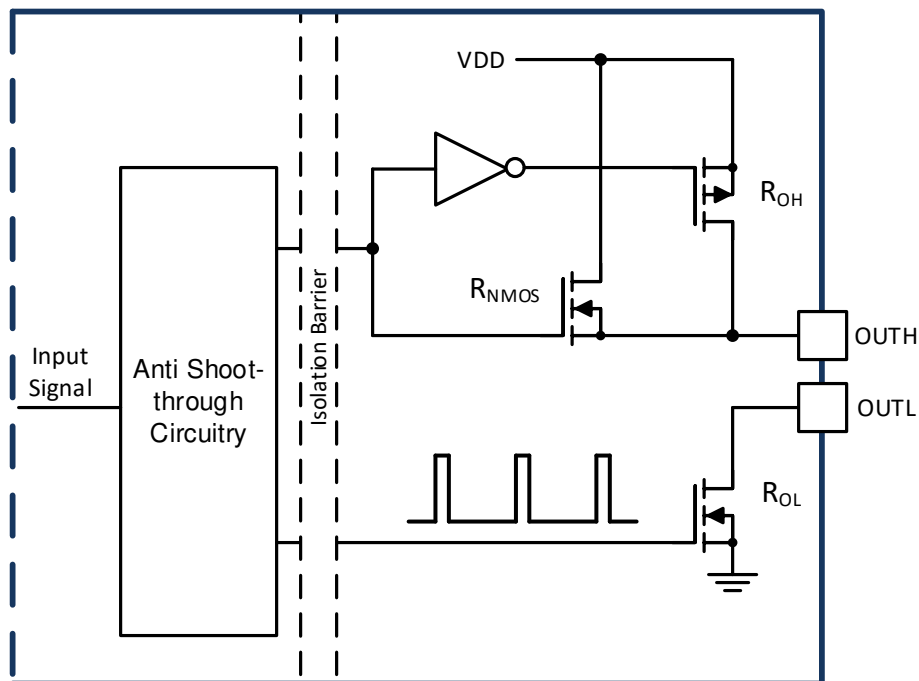 VDD
R_OH
R_NMOS
Isolation Barrier
OUTH
Input
Signal
Anti Shoot-
through
Circuitry
OUTL
R_OL